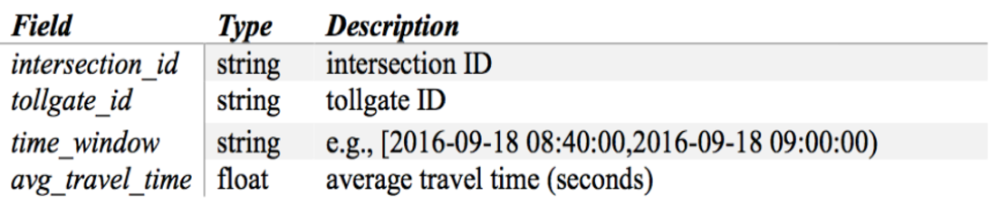 Field Type Description
intersection_id string intersection ID
tollgate_id string tollgate ID
time_window string e.g., [2016-09-18 08:40:00,2016-09-18 09:00:00)
avg_travel_time float average travel time (seconds)